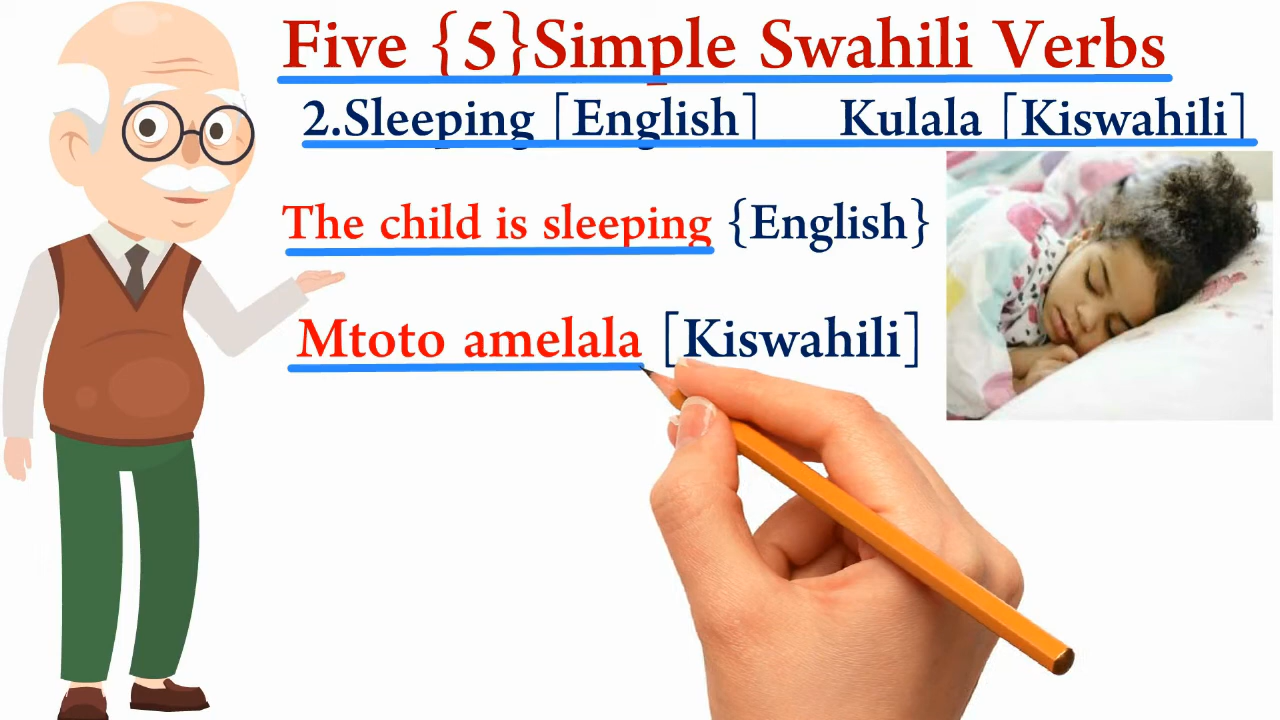 Five {5}Simple Swahili Verbs
2.Sleeping [English] Kulala [Kiswahili]
The child is sleeping {English}
Mtoto amelala [Kiswahili]